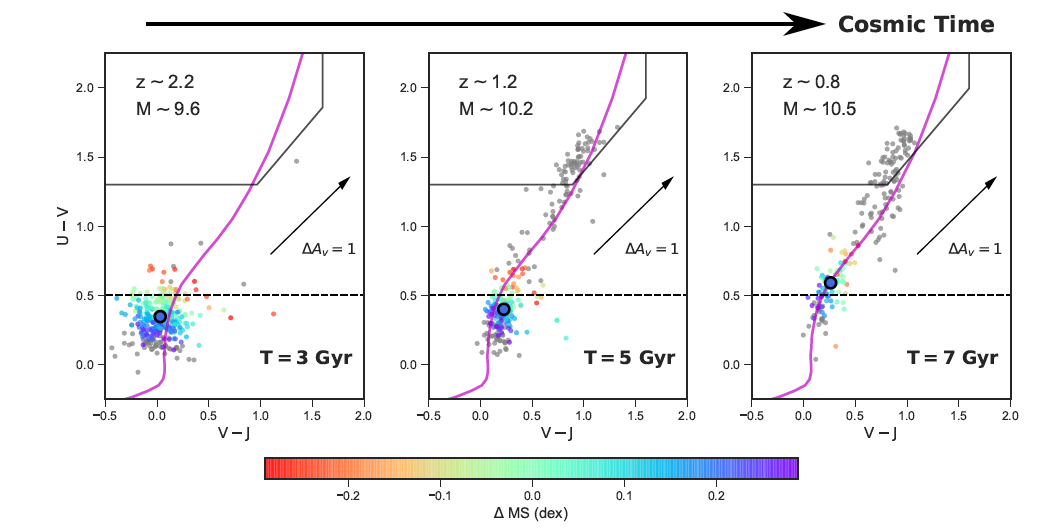 Cosmic Time
z ~ 2.2
M ~ 9.6
T = 3 Gyr
ΔAᵥ = 1
U − V
2.0
1.5
1.0
0.5
0.0
−0.5 0.0 0.5 1.0 1.5 2.0
V − J
z ~ 1.2
M ~ 10.2
ΔAᵥ = 1
T = 5 Gyr
2.0
1.5
1.0
0.5
0.0
−0.5 0.0 0.5 1.0 1.5 2.0
V − J
z ~ 0.8
M ~ 10.5
ΔAᵥ = 1
T = 7 Gyr
2.0
1.5
1.0
0.5
0.0
−0.5 0.0 0.5 1.0 1.5 2.0
V − J
−0.2 −0.1 0.0 0.1 0.2
Δ MS (dex)